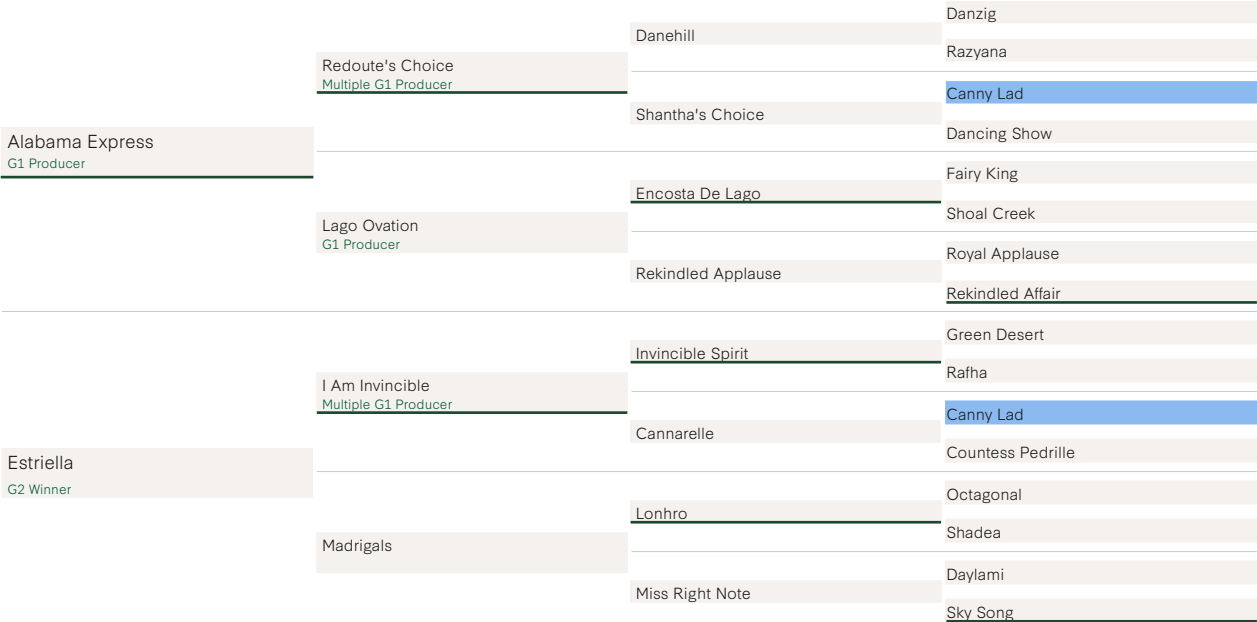 Alabama Express
G1 Producer
Estriella
G2 Winner
Redoute's Choice
Multiple G1 Producer
Lago Ovation
G1 Producer
I Am Invincible
Multiple G1 Producer
Madrigals
Danehill
Shantha's Choice
Encosta De Lago
Rekindled Applause
Invincible Spirit
Cannarelle
Lonhro
Miss Right Note
Danzig
Razyana
Canny Lad
Dancing Show
Fairy King
Shoal Creek
Royal Applause
Rekindled Affair
Green Desert
Rafha
Canny Lad
Countess Pedrille
Octagonal
Shadea
Daylami
Sky Song